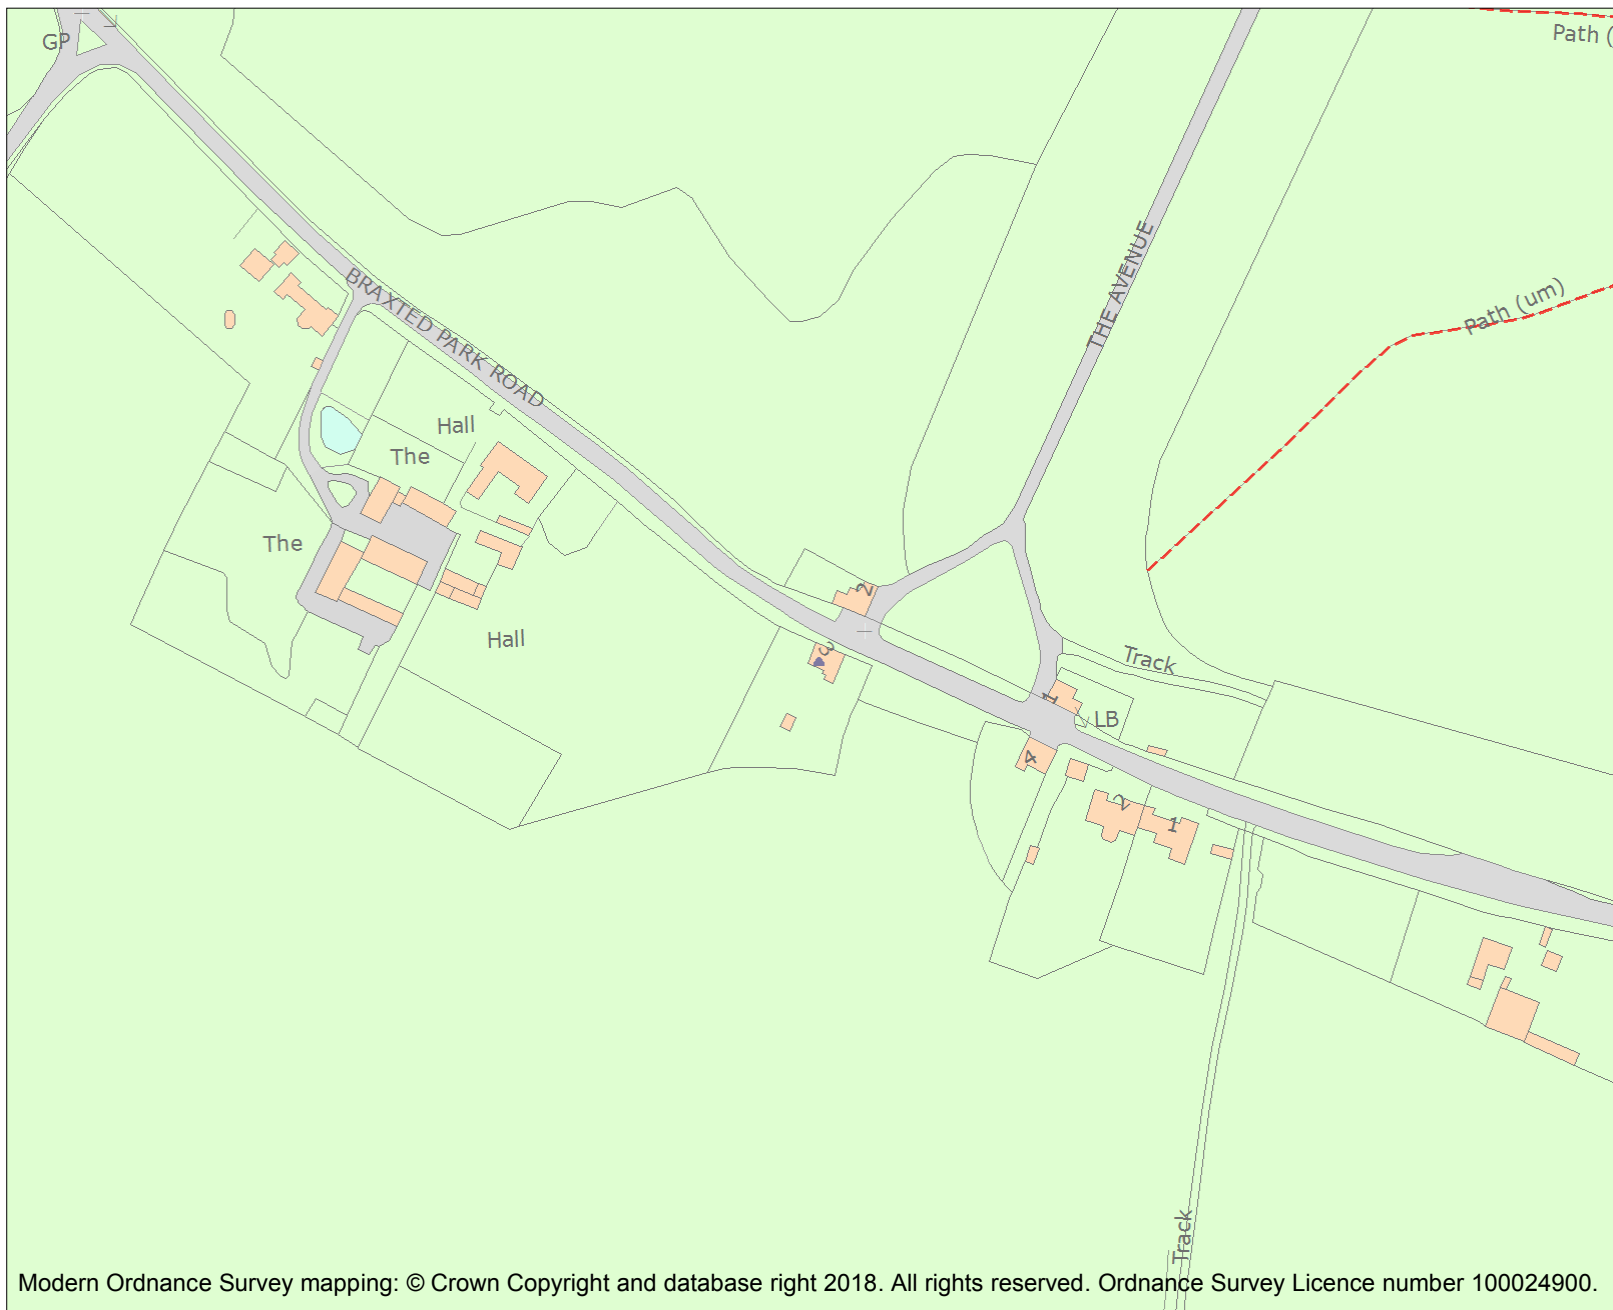 GP
Path (
THE AVENUE
BRAXTED PARK ROAD
Path (um)
Hall
The
The
2
Hall
3
Track
1
LB
4
2
1
Track
Modern Ordnance Survey mapping: © Crown Copyright and database right 2018. All rights reserved. Ordnance Survey Licence number 100024900.